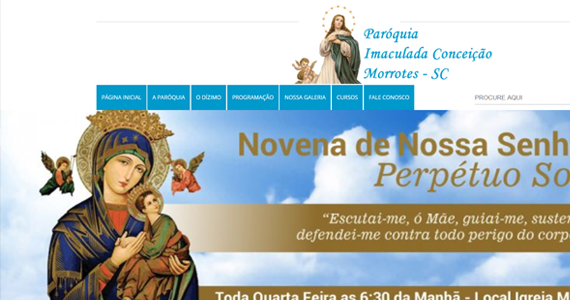 Paróquia
Imaculada Conceição
Morrotes - SC
PÁGINA INICIAL A PARÓQUIA O DÍZIMO PROGRAMAÇÃO NOSSA GALERIA CURSOS FALE CONOSCO
PROCURE AQUI
Novena de Nossa Senh
Perpétuo So
“Escutai-me, ó Mãe, guiai-me, susten
defendei-me contra todo perigo do corp
Toda Quarta Feira as 6:30 da Manhã - Local Igreja M